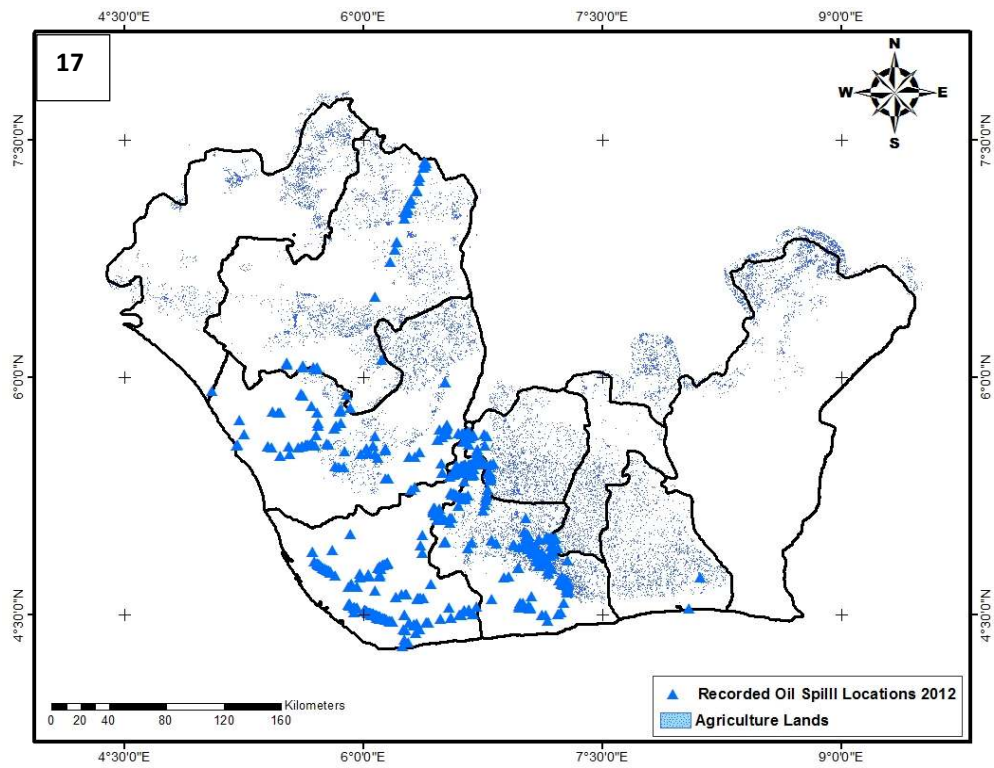 4°30'0"E 6°0'0"E 7°30'0"E 9°0'0"E
17
N
W E
S
7°30'0"N 7°30'0"N
6°0'0"N 6°0'0"N
4°30'0"N 4°30'0"N
Recorded Oil Spilll Locations 2012
Agriculture Lands
Kilometers
0 20 40 80 120 160
4°30'0"E 6°0'0"E 7°30'0"E 9°0'0"E